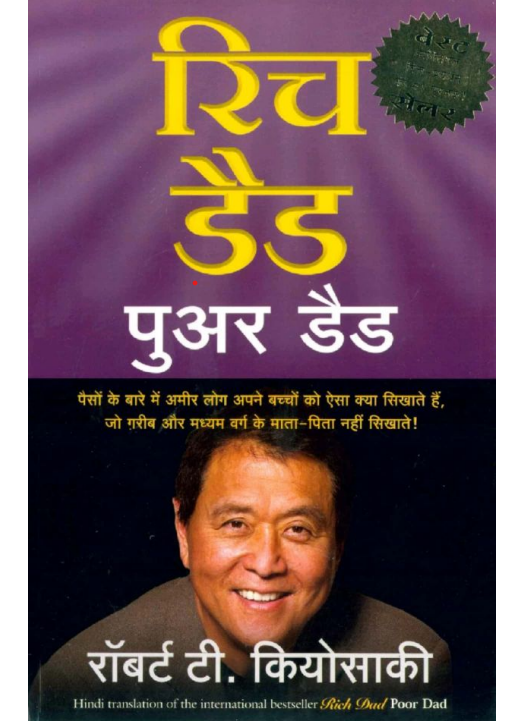 रिच
डैड
पुअर डैड
बैस्ट
सेलर
पैसों के बारे में अमीर लोग अपने बच्चों को ऐसा क्या सिखाते हैं,
जो ग़रीब और मध्यम वर्ग के माता-पिता नहीं सिखाते!
रॉबर्ट टी. कियोसाकी
Hindi translation of the international bestseller Rich Dad Poor Dad